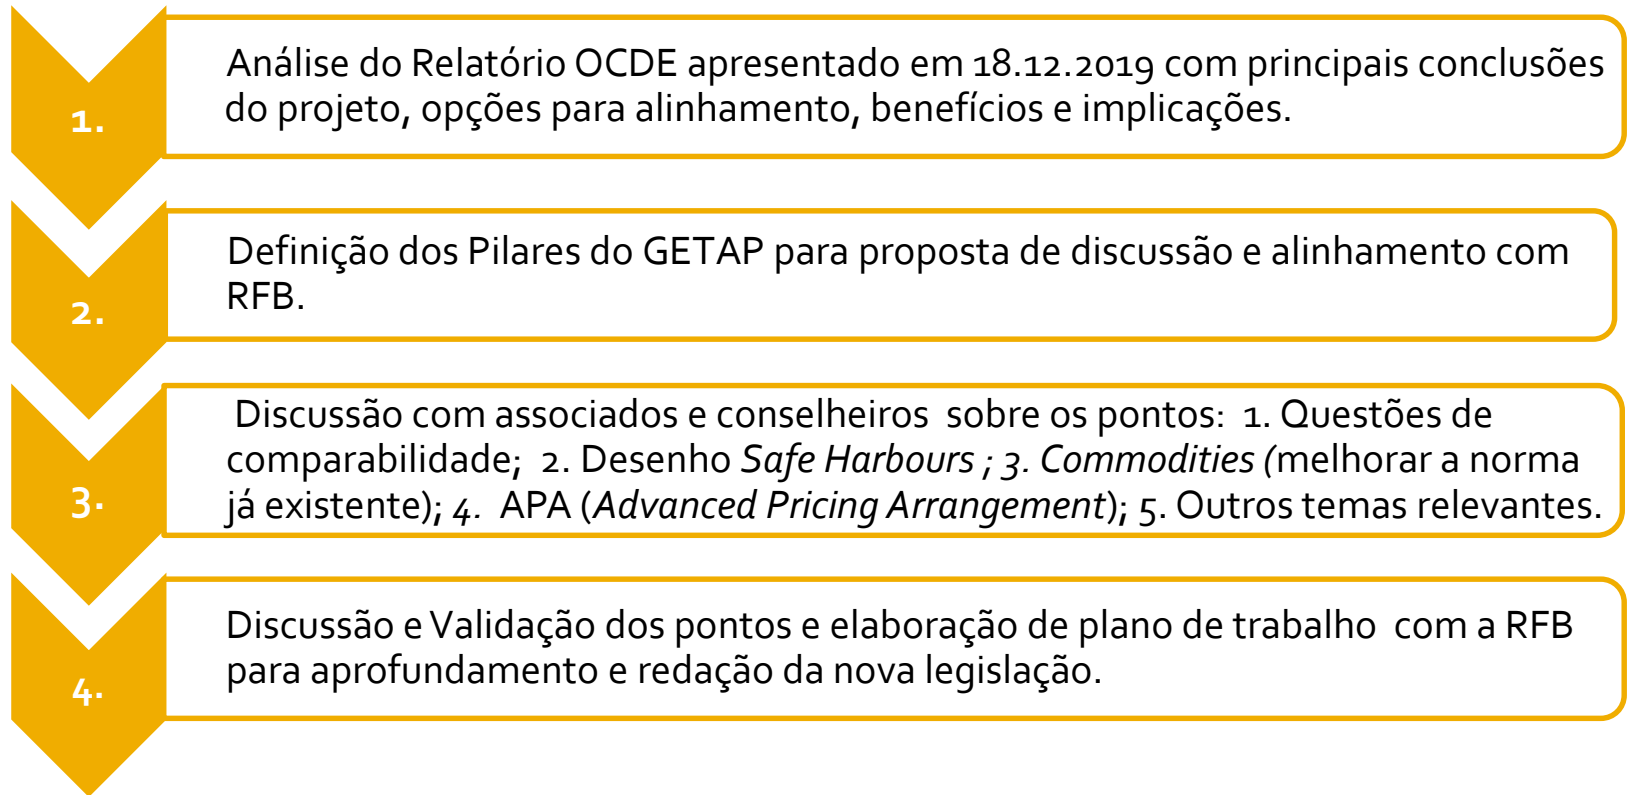 1.
Análise do Relatório OCDE apresentado em 18.12.2019 com principais conclusões
do projeto, opções para alinhamento, benefícios e implicações.
2.
Definição dos Pilares do GETAP para proposta de discussão e alinhamento com
RFB.
3.
Discussão com associados e conselheiros sobre os pontos: 1. Questões de
comparabilidade; 2. Desenho Safe Harbours ; 3. Commodities (melhorar a norma
já existente); 4. APA (Advanced Pricing Arrangement); 5. Outros temas relevantes.
4.
Discussão e Validação dos pontos e elaboração de plano de trabalho com a RFB
para aprofundamento e redação da nova legislação.